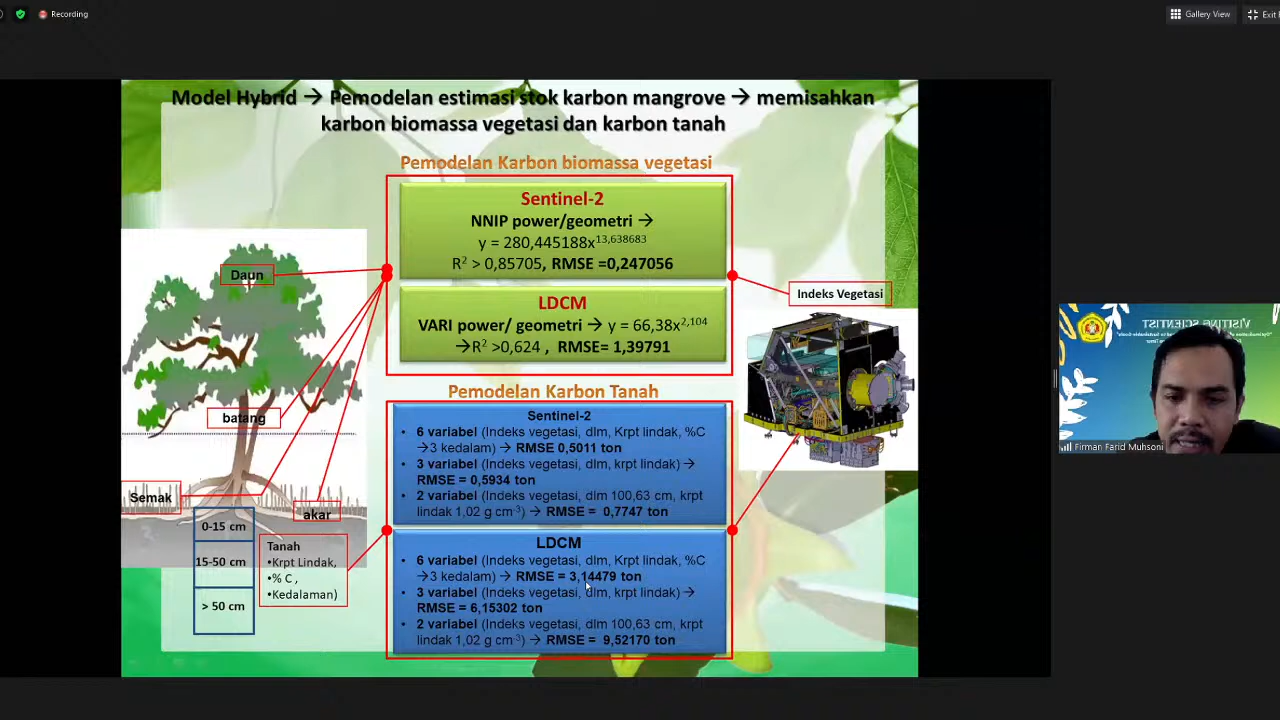 Recording
Gallery View
Exit
Model Hybrid → Pemodelan estimasi stok karbon mangrove → memisahkan
karbon biomassa vegetasi dan karbon tanah
Pemodelan Karbon biomassa vegetasi
Sentinel-2
NNIP power/geometri →
y = 280,445188x^13,638683
R² > 0,85705, RMSE =0,247056
LDCM
VARI power/ geometri → y = 66,38x^2,104
→R² >0,624 , RMSE= 1,39791
Indeks Vegetasi
Daun
batang
Semak
akar
0-15 cm
15-50 cm
> 50 cm
Tanah
•Krpt Lindak,
•% C ,
•Kedalaman)
Pemodelan Karbon Tanah
Sentinel-2
• 6 variabel (Indeks vegetasi, dlm, Krpt lindak, %C
→3 kedalam) → RMSE 0,5011 ton
• 3 variabel (Indeks vegetasi, dlm, krpt lindak) →
RMSE = 0,5934 ton
• 2 variabel (Indeks vegetasi, dlm 100,63 cm, krpt
lindak 1,02 g cm⁻³) → RMSE = 0,7747 ton
LDCM
• 6 variabel (Indeks vegetasi, dlm, Krpt lindak, %C
→3 kedalam) → RMSE = 3,14479 ton
• 3 variabel (Indeks vegetasi, dlm, krpt lindak) →
RMSE = 6,15302 ton
• 2 variabel (Indeks vegetasi, dlm 100,63 cm, krpt
lindak 1,02 g cm⁻³) → RMSE = 9,52170 ton
VISITING SCIENTIST
Firman Farid Muhsoni